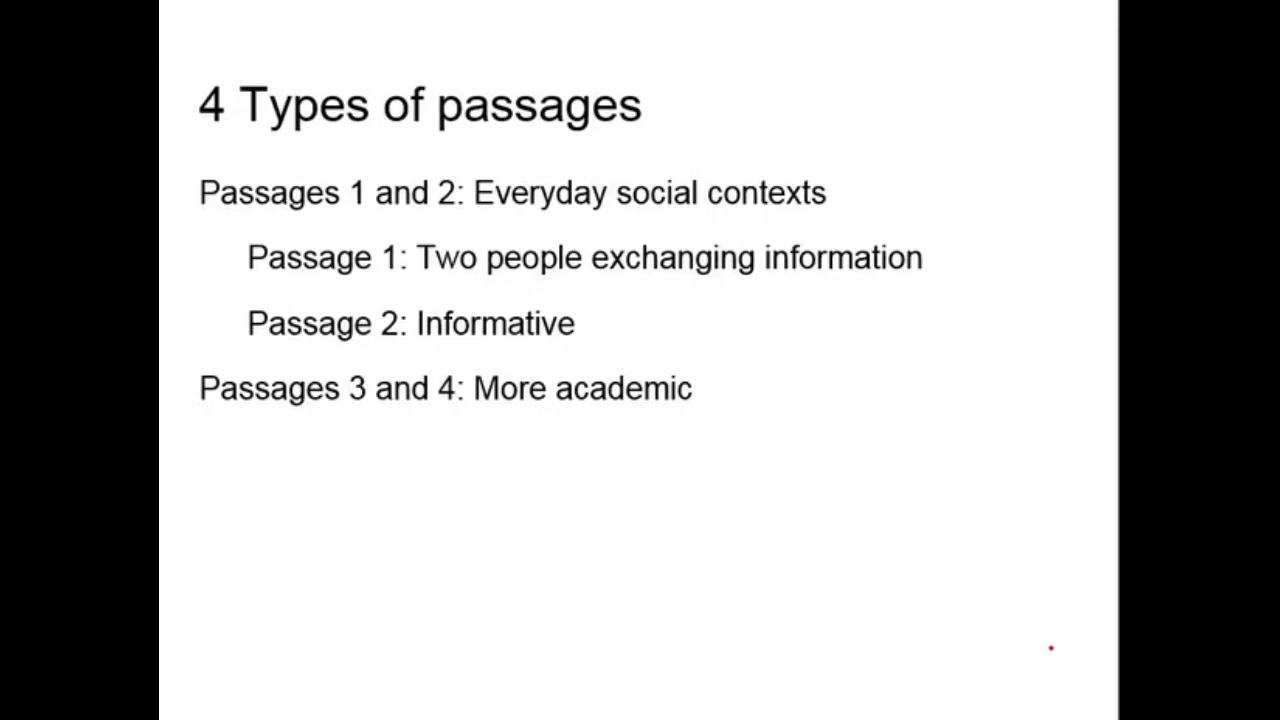 4 Types of passages
Passages 1 and 2: Everyday social contexts
Passage 1: Two people exchanging information
Passage 2: Informative
Passages 3 and 4: More academic